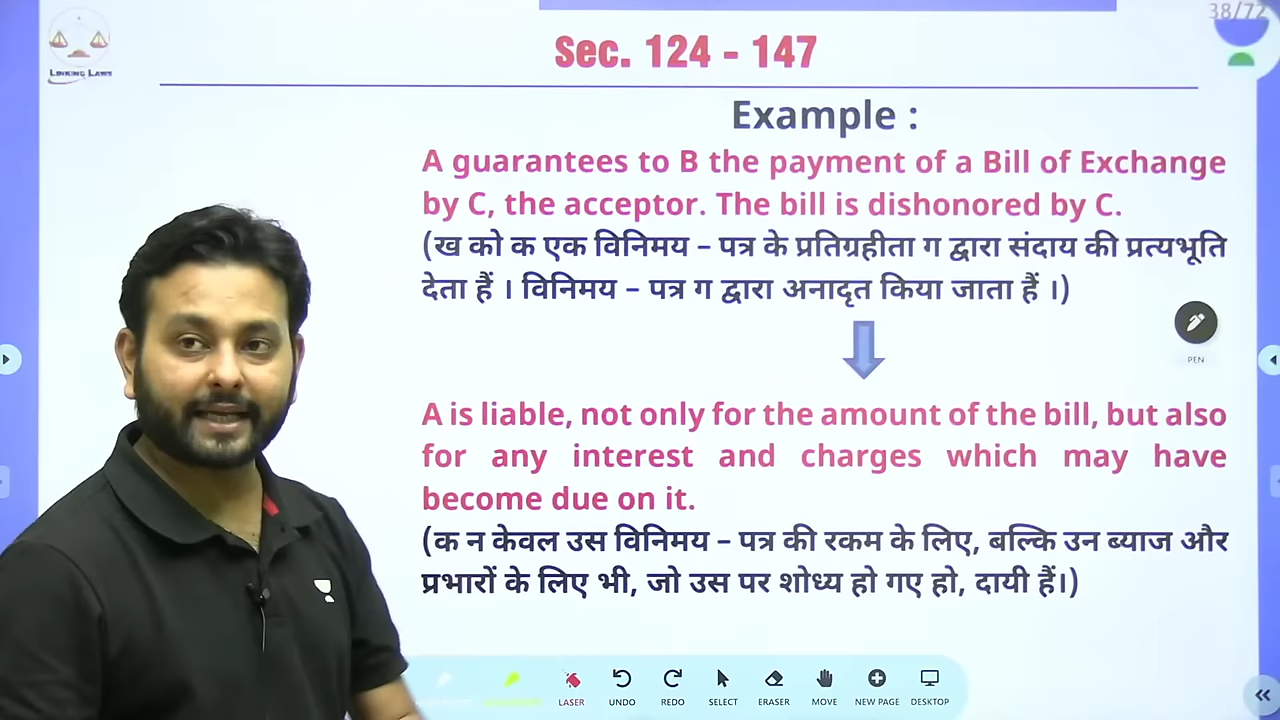 38/72
LINKING LAWS
Sec. 124 - 147
Example :
A guarantees to B the payment of a Bill of Exchange
by C, the acceptor. The bill is dishonored by C.
(ख को क एक विनिमय – पत्र के प्रतिग्रहीता ग द्वारा संदाय की प्रत्यभूति
देता हैं । विनिमय – पत्र ग द्वारा अनादृत किया जाता हैं ।)
PEN
A is liable, not only for the amount of the bill, but also
for any interest and charges which may have
become due on it.
(क न केवल उस विनिमय – पत्र की रकम के लिए, बल्कि उन ब्याज और
प्रभारों के लिए भी, जो उस पर शोध्य हो गए हो, दायी हैं।)
LASER UNDO REDO SELECT ERASER MOVE NEW PAGE DESKTOP